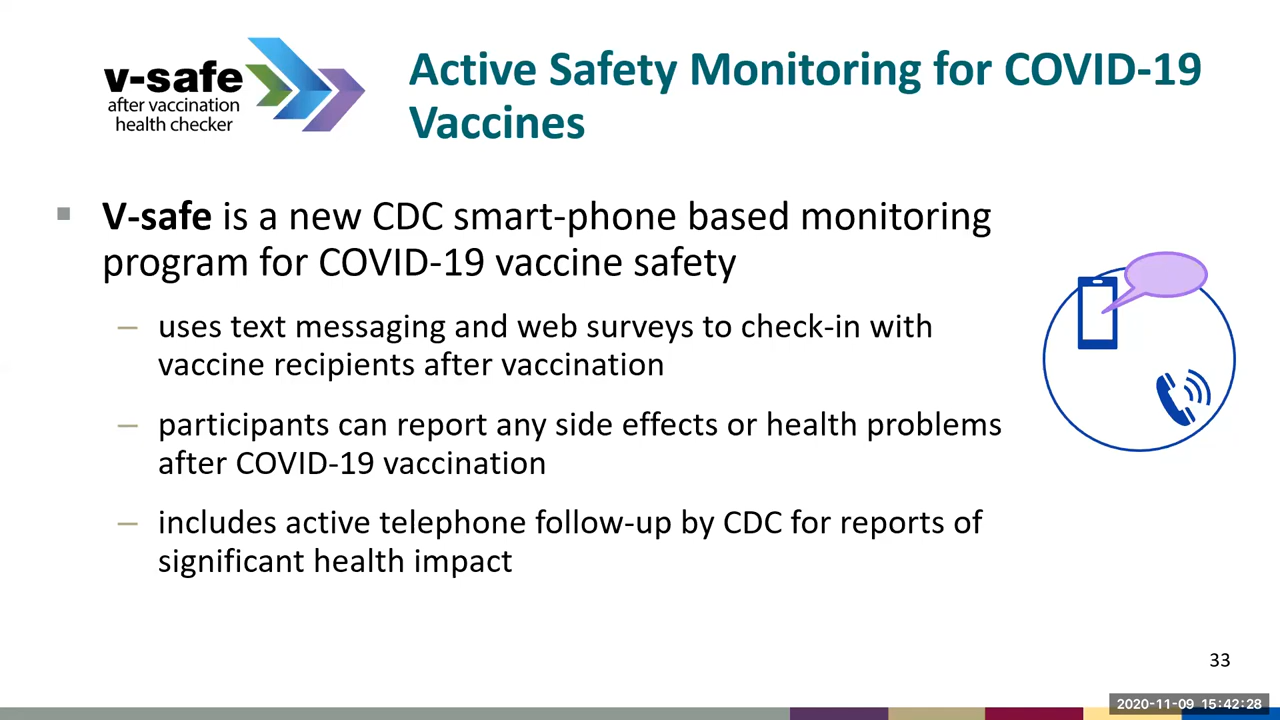 v-safe
after vaccination
health checker
Active Safety Monitoring for COVID-19
Vaccines
▪ V-safe is a new CDC smart-phone based monitoring
program for COVID-19 vaccine safety
– uses text messaging and web surveys to check-in with
vaccine recipients after vaccination
– participants can report any side effects or health problems
after COVID-19 vaccination
– includes active telephone follow-up by CDC for reports of
significant health impact
33
2020-11-09 15:42:28